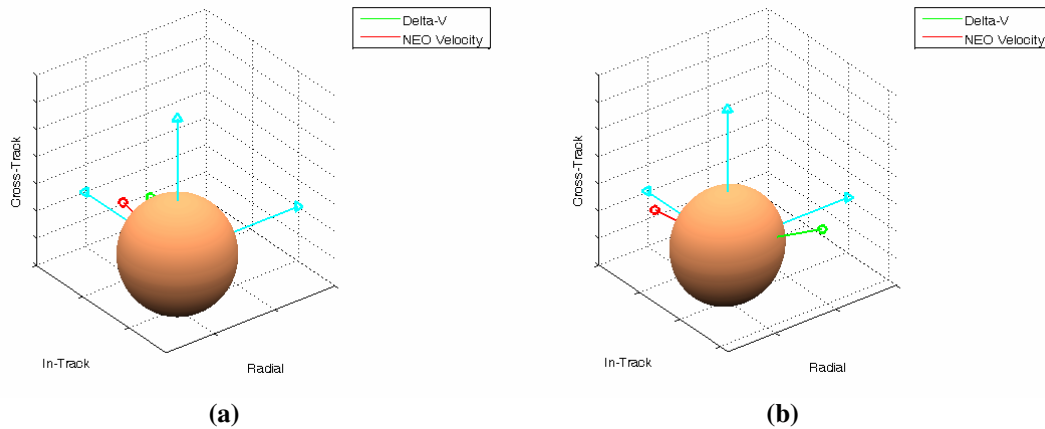 Delta-V
NEO Velocity
Cross-Track
In-Track
Radial
(a)
Delta-V
NEO Velocity
Cross-Track
In-Track
Radial
(b)